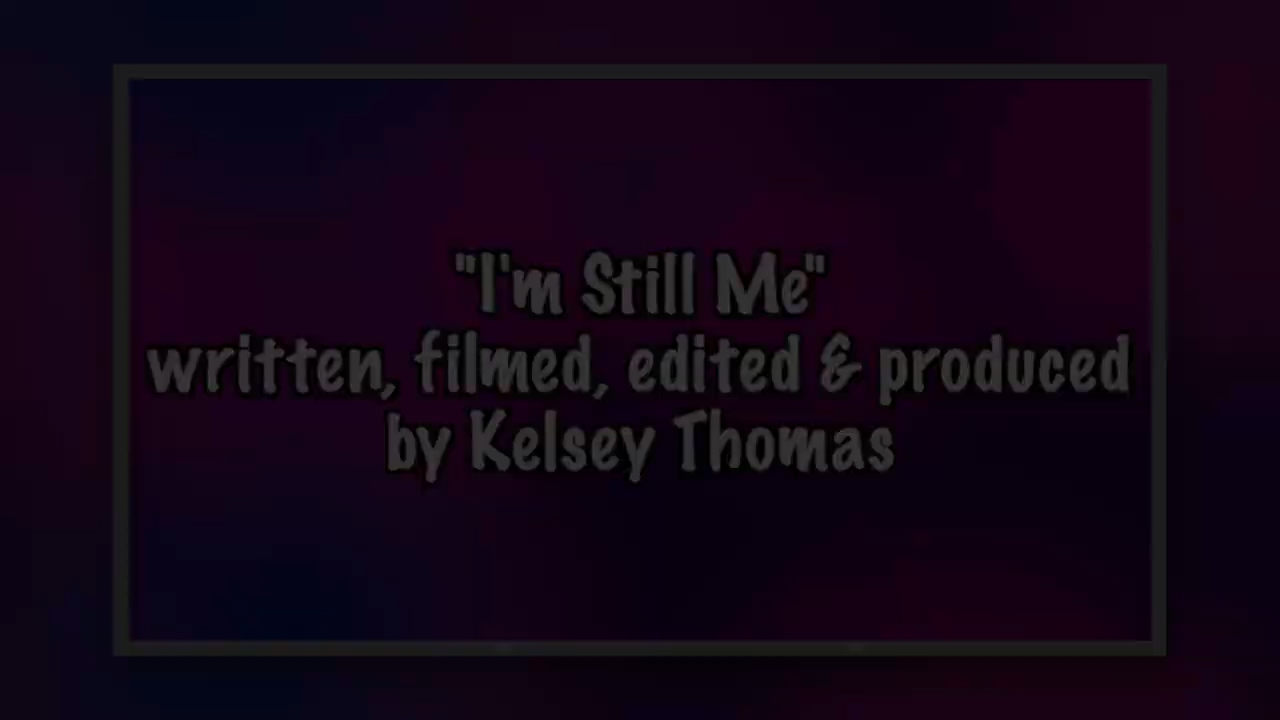 "I'm Still Me"
written, filmed, edited & produced
by Kelsey Thomas